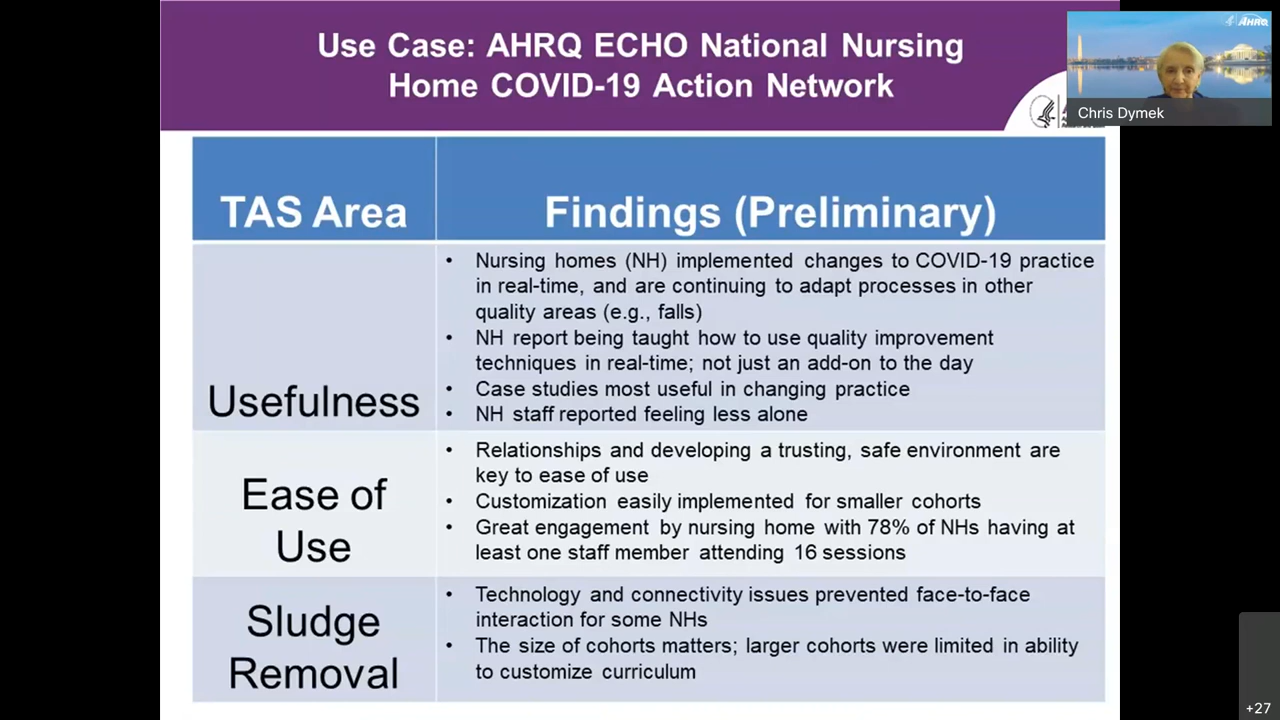 Use Case: AHRQ ECHO National Nursing
Home COVID-19 Action Network
AHRQ
Chris Dymek
TAS Area
Findings (Preliminary)
Usefulness
• Nursing homes (NH) implemented changes to COVID-19 practice
in real-time, and are continuing to adapt processes in other
quality areas (e.g., falls)
• NH report being taught how to use quality improvement
techniques in real-time; not just an add-on to the day
• Case studies most useful in changing practice
• NH staff reported feeling less alone
Ease of
Use
• Relationships and developing a trusting, safe environment are
key to ease of use
• Customization easily implemented for smaller cohorts
• Great engagement by nursing home with 78% of NHs having at
least one staff member attending 16 sessions
Sludge
Removal
• Technology and connectivity issues prevented face-to-face
interaction for some NHs
• The size of cohorts matters; larger cohorts were limited in ability
to customize curriculum
+27